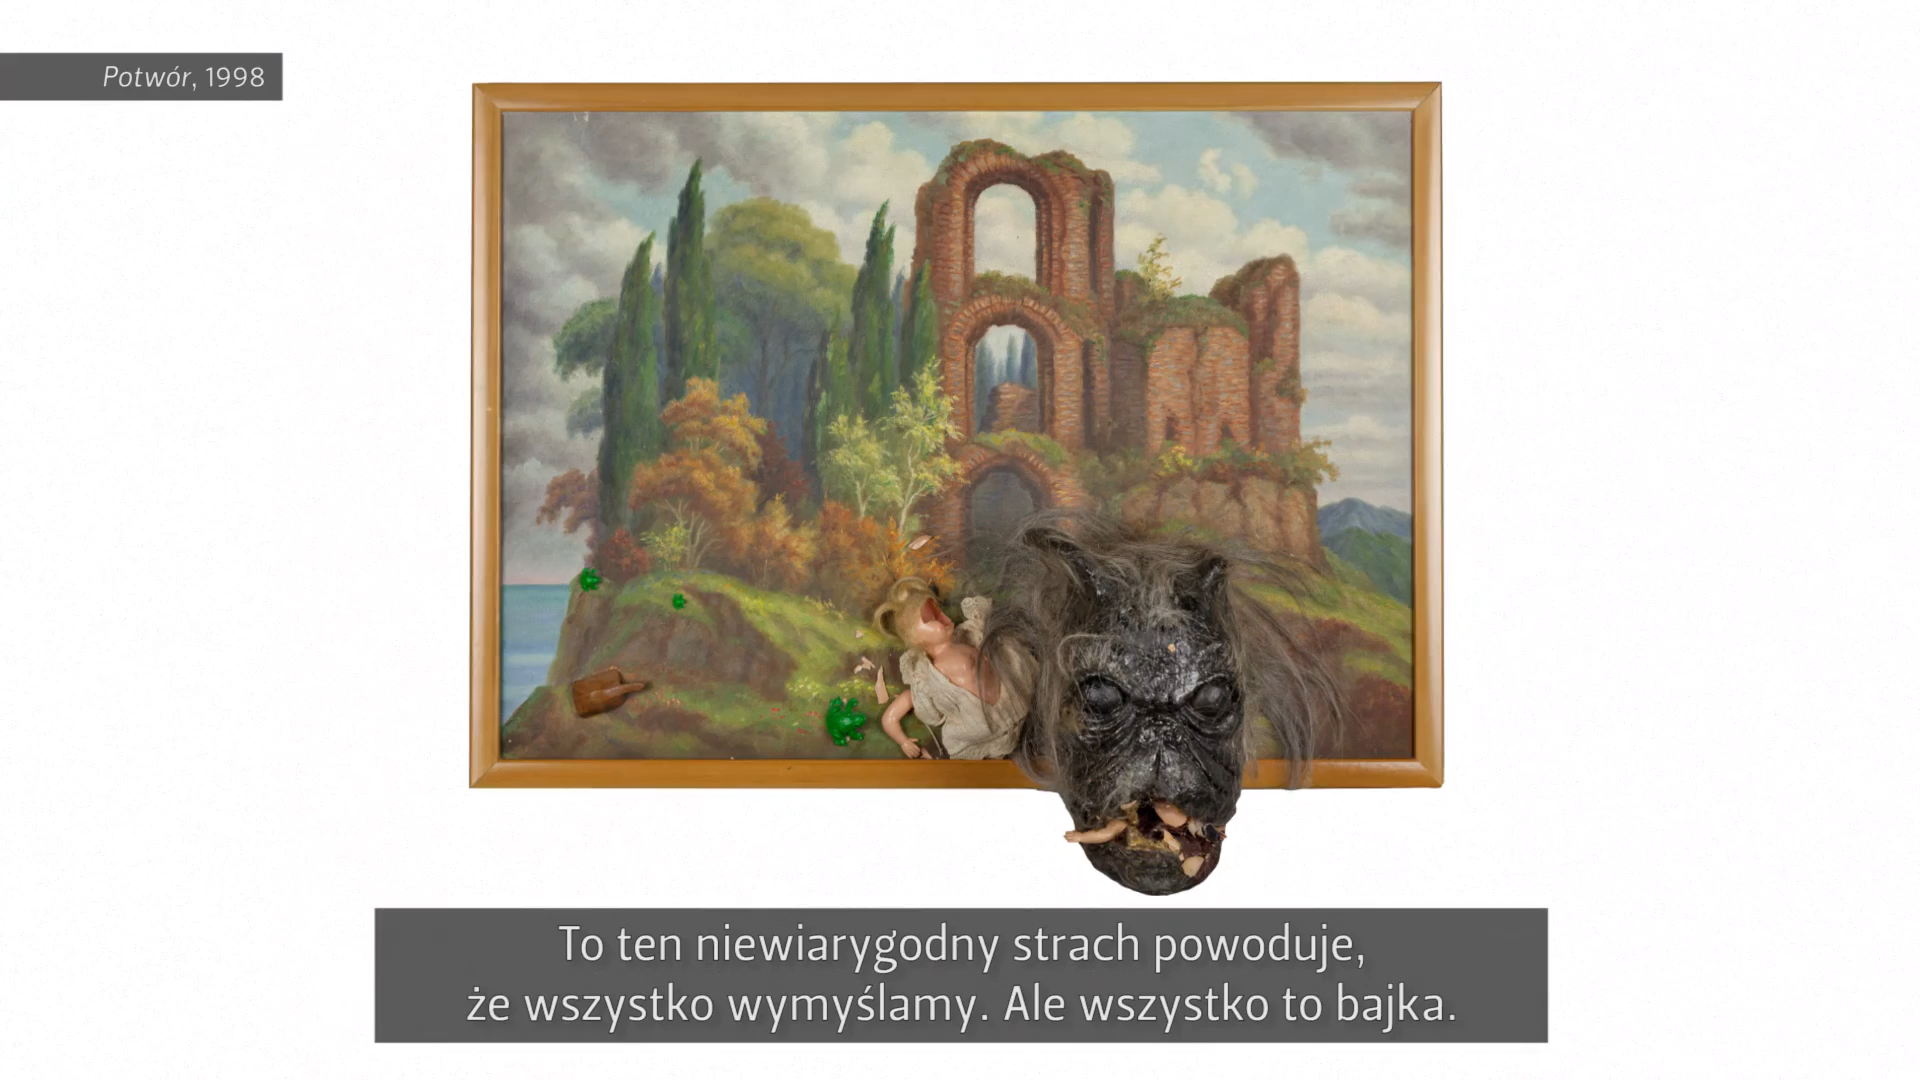 Potwór, 1998
To ten niewiarygodny strach powoduje,
że wszystko wymyślamy. Ale wszystko to bajka.